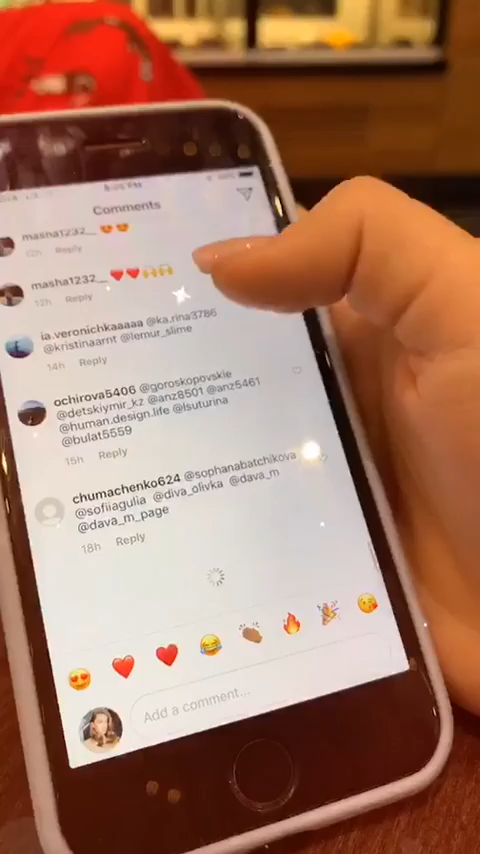 Comments
masha1232__ 😍😍
12h Reply
masha1232__ ❤️❤️🙌🙌
12h Reply
ia.veronichkaaaaa @ka.rina3786
@kristinaarnt @lemur_slime
14h Reply
ochirova5406 @goroskopovskie
@detskiymir_kz @anz8501 @anz5461
@human.design.life @lsuturina
@bulat5559
15h Reply
chumachenko624 @sophanabatchikova
@sofiiagulia @diva_olivka @dava_m
@dava_m_page
18h Reply
Add a comment...